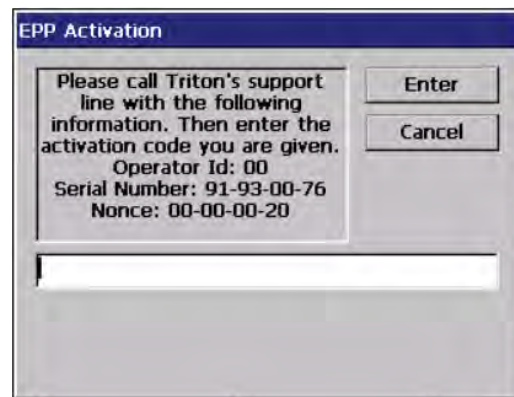 EPP Activation
Please call Triton's support
line with the following
information. Then enter the
activation code you are given.
Operator Id: 00
Serial Number: 91-93-00-76
Nonce: 00-00-00-20
Enter
Cancel